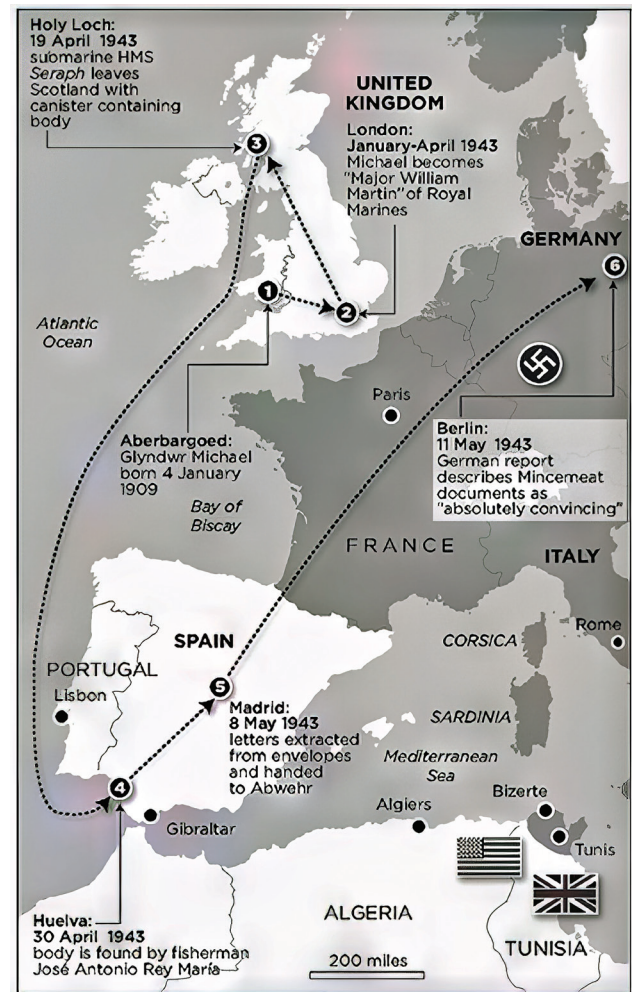 Holy Loch:
19 April 1943
submarine HMS
Seraph leaves
Scotland with
canister containing
body
UNITED
KINGDOM
London:
January-April 1943
Michael becomes
"Major William
Martin" of Royal
Marines
3
GERMANY
6
1
2
Atlantic
Ocean
Paris
Aberbargoed:
Glyndwr Michael
born 4 January
1909
Berlin:
11 May 1943
German report
describes Mincemeat
documents as
"absolutely convincing"
Bay of
Biscay
FRANCE
ITALY
Rome
CORSICA
SPAIN
PORTUGAL
Lisbon
5
Madrid:
8 May 1943
letters extracted
from envelopes
and handed
to Abwehr
SARDINIA
Mediterranean
Sea
4
Gibraltar
Algiers
Bizerte
Tunis
Huelva:
30 April 1943
body is found by fisherman
José Antonio Rey María
ALGERIA
TUNISIA
200 miles